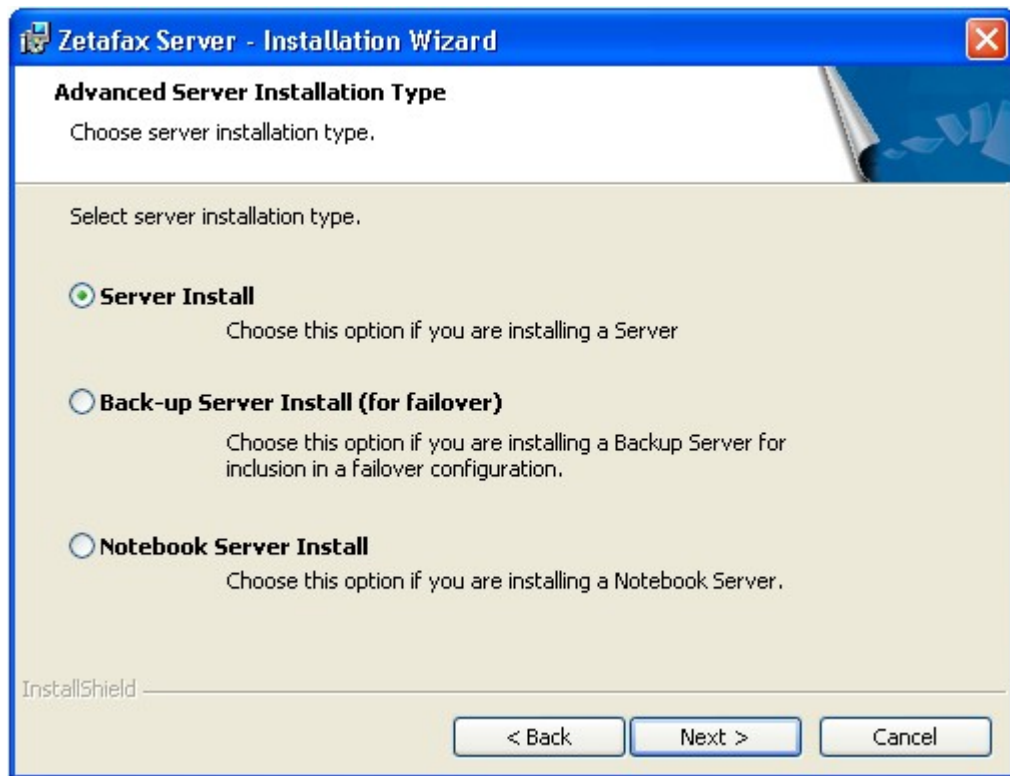 Zetafax Server - Installation Wizard
Advanced Server Installation Type
Choose server installation type.
Select server installation type.
Server Install
Choose this option if you are installing a Server
Back-up Server Install (for failover)
Choose this option if you are installing a Backup Server for
inclusion in a failover configuration.
Notebook Server Install
Choose this option if you are installing a Notebook Server.
InstallShield
< Back
Next >
Cancel